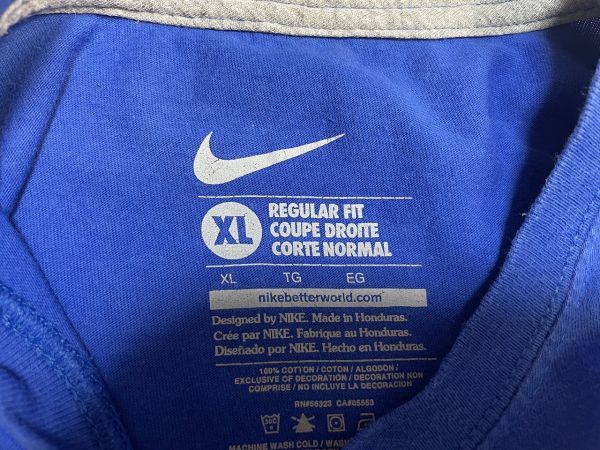 XL
REGULAR FIT
COUPE DROITE
CORTE NORMAL
XL TG EG
nikebetterworld.com
Designed by NIKE. Made in Honduras.
Crée par NIKE. Fabrique au Honduras.
Diseñado por NIKE. Hecho en Honduras.
100% COTTON / COTON / ALGODON
EXCLUSIVE OF DECORATION / DECORATION NON
COMPRISE / NO INCLUYE LA DECORACION
RN#56323 CA#05553
MACHINE WASH COLD / WASH